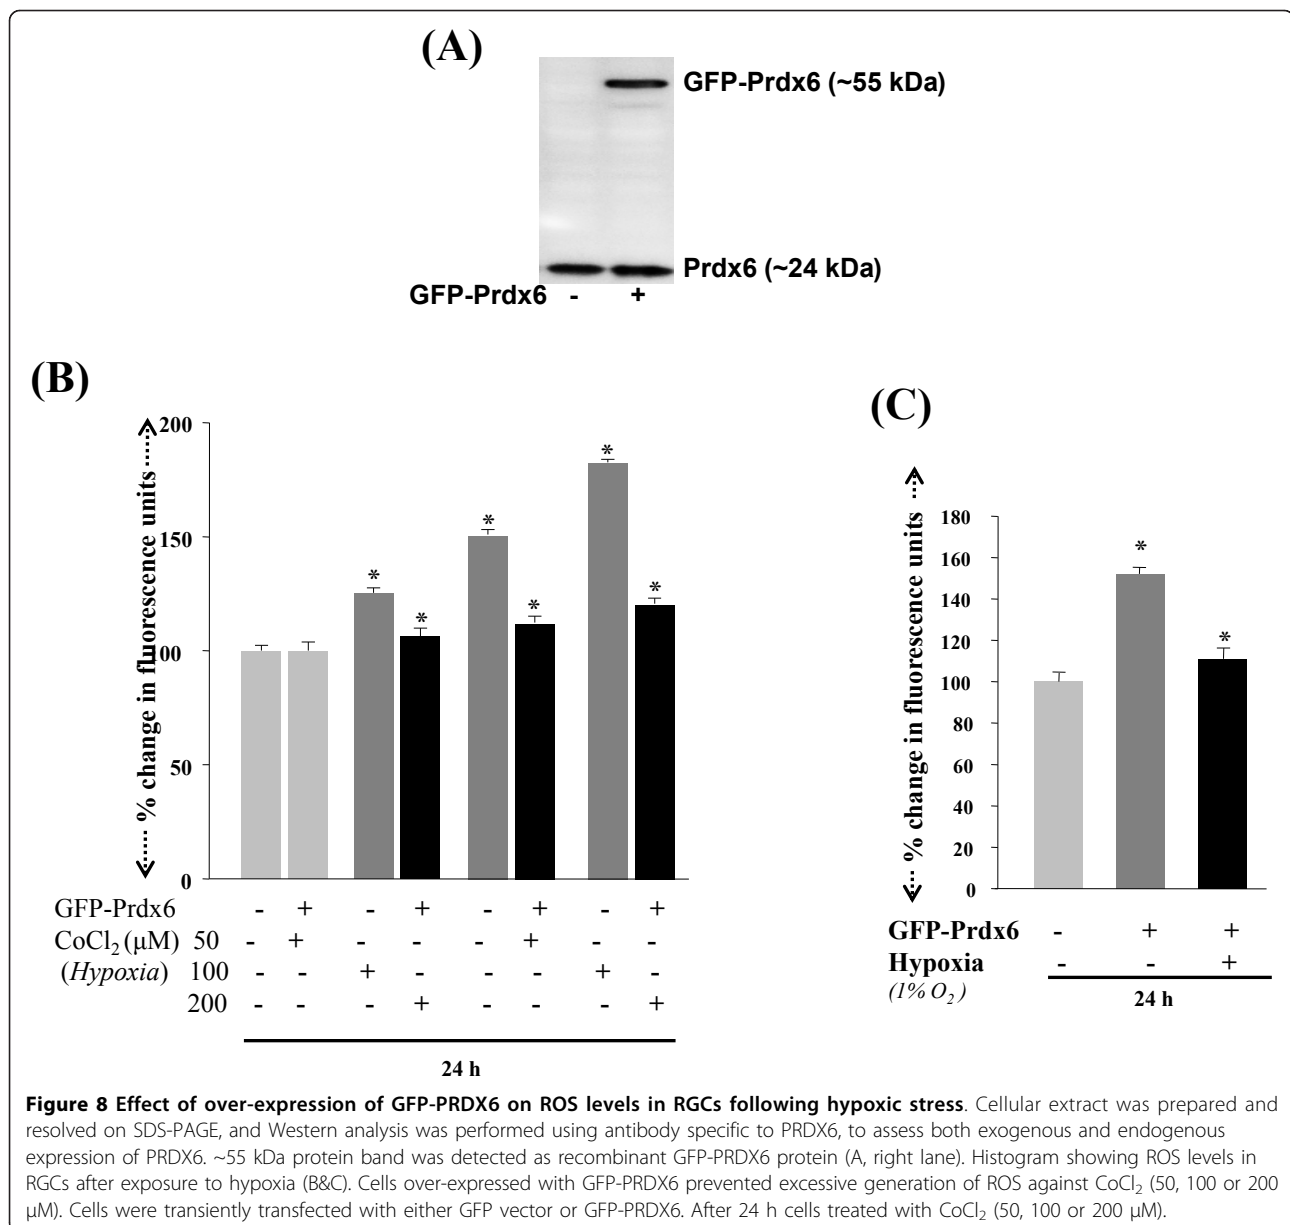 (A)
GFP-Prdx6 (~55 kDa)
Prdx6 (~24 kDa)
GFP-Prdx6 - +
(B)
<..... % change in fluorescence units ......>
200
150
100
50
0
* * * * * *
GFP-Prdx6 - + - + - + - +
CoCl₂ (µM) 50 - + - - - + - -
(Hypoxia) 100 - - + - - - + -
200 - - - + - - - +
24 h
(C)
<... % change in fluorescence units ...>
180
160
140
120
110
100
80
60
40
20
0
* *
GFP-Prdx6 - + +
Hypoxia - - +
(1% O₂ )
24 h
Figure 8 Effect of over-expression of GFP-PRDX6 on ROS levels in RGCs following hypoxic stress. Cellular extract was prepared and
resolved on SDS-PAGE, and Western analysis was performed using antibody specific to PRDX6, to assess both exogenous and endogenous
expression of PRDX6. ~55 kDa protein band was detected as recombinant GFP-PRDX6 protein (A, right lane). Histogram showing ROS levels in
RGCs after exposure to hypoxia (B&C). Cells over-expressed with GFP-PRDX6 prevented excessive generation of ROS against CoCl₂ (50, 100 or 200
µM). Cells were transiently transfected with either GFP vector or GFP-PRDX6. After 24 h cells treated with CoCl₂ (50, 100 or 200 µM).